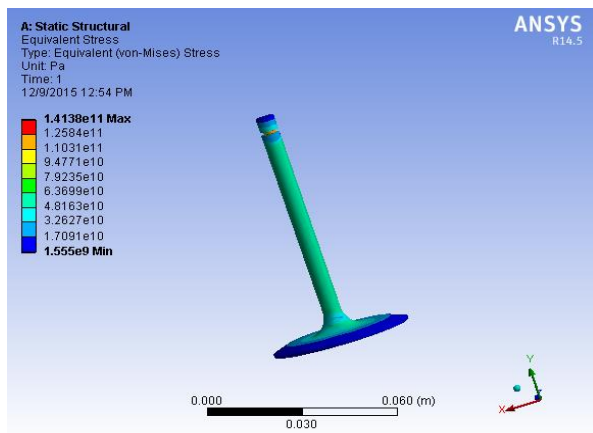 A: Static Structural
Equivalent Stress
Type: Equivalent (von-Mises) Stress
Unit: Pa
Time: 1
12/9/2015 12:54 PM
ANSYS
R14.5
1.4138e11 Max
1.2584e11
1.1031e11
9.4771e10
7.9235e10
6.3699e10
4.8163e10
3.2627e10
1.7091e10
1.555e9 Min
0.000
0.060 (m)
0.030
Y
X